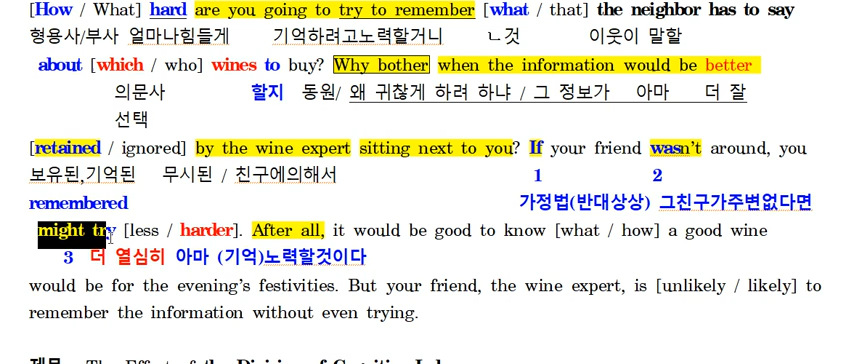 [How / What] hard are you going to try to remember [what / that] the neighbor has to say
형용사/부사 얼마나힘들게 기억하려고노력할거니 ㄴ것 이웃이 말할
about [which / who] wines to buy? Why bother when the information would be better
의문사 할지 동원/ 왜 귀찮게 하려 하냐 / 그 정보가 아마 더 잘
선택
[retained / ignored] by the wine expert sitting next to you? If your friend wasn't around, you
보유된,기억된 무시된 / 친구에의해서 1 2
remembered 가정법(반대상상) 그친구가주변없다면
might try [less / harder]. After all, it would be good to know [what / how] a good wine
3 더 열심히 아마 (기억)노력할것이다
would be for the evening's festivities. But your friend, the wine expert, is [unlikely / likely] to
remember the information without even trying.